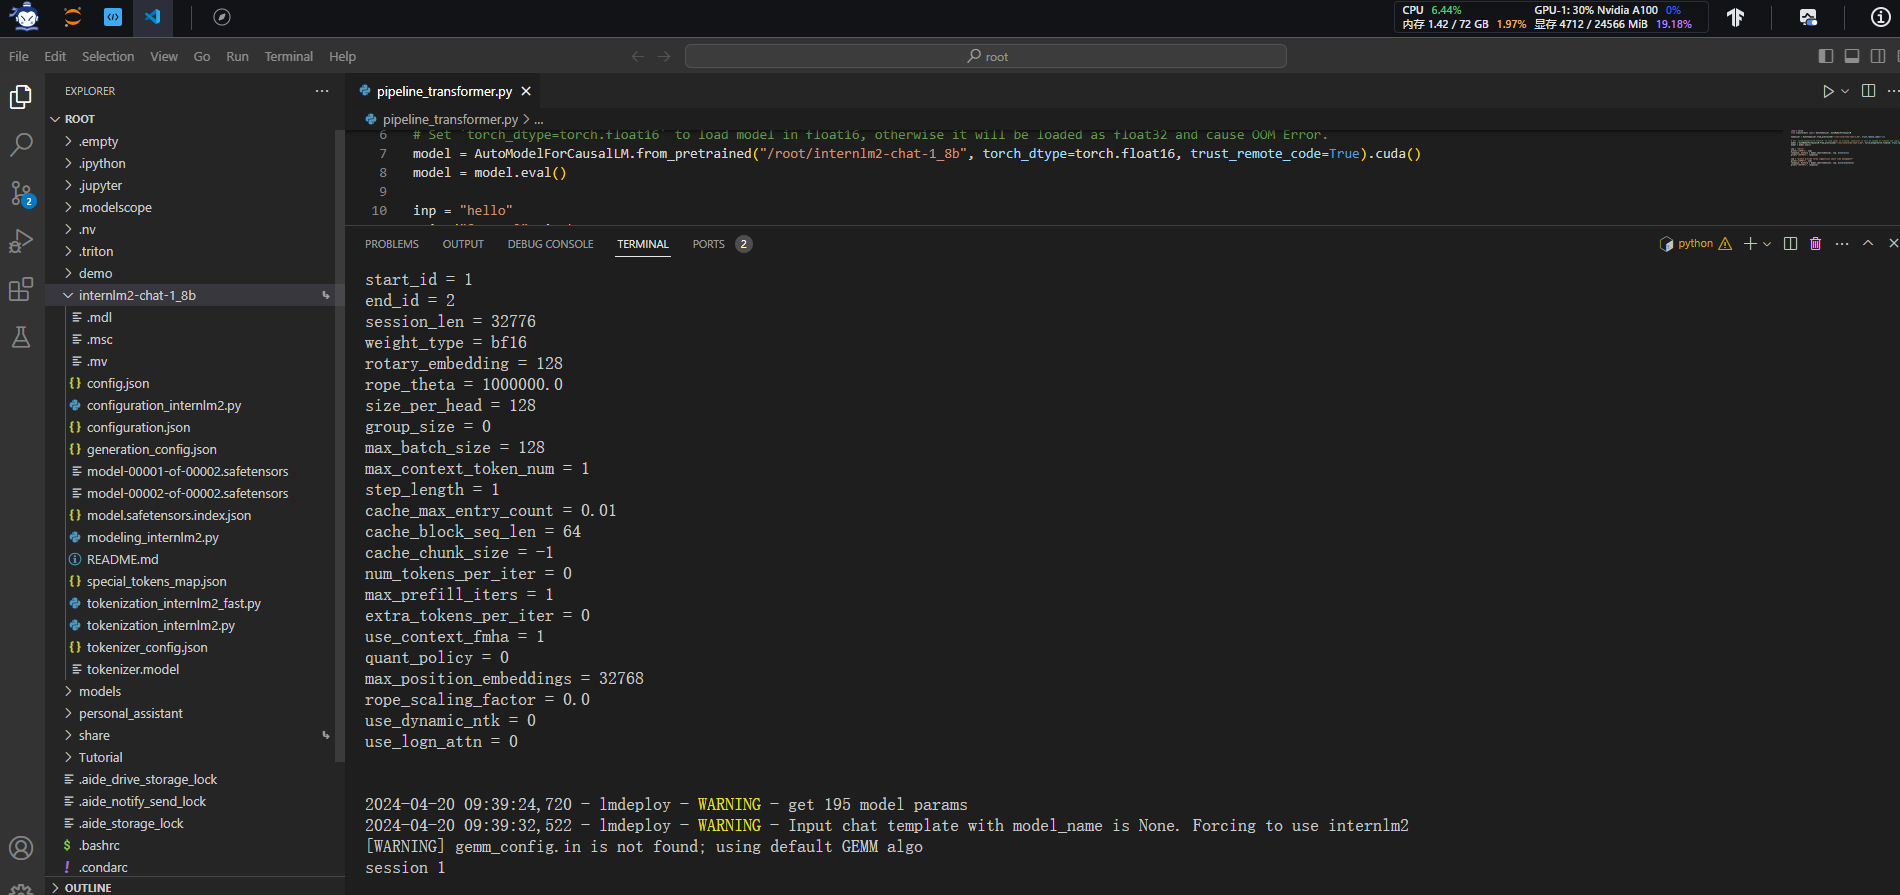 CPU 6.44% GPU-1: 30% Nvidia A100 0%
内存 1.42 / 72 GB 1.97% 显存 4712 / 24566 MiB 19.18%
File Edit Selection View Go Run Terminal Help
root
EXPLORER
ROOT
.empty
.ipython
.jupyter
.modelscope
.nv
.triton
demo
internlm2-chat-1_8b
.mdl
.msc
.mv
config.json
configuration_internlm2.py
configuration.json
generation_config.json
model-00001-of-00002.safetensors
model-00002-of-00002.safetensors
model.safetensors.index.json
modeling_internlm2.py
README.md
special_tokens_map.json
tokenization_internlm2_fast.py
tokenization_internlm2.py
tokenizer_config.json
tokenizer.model
models
personal_assistant
share
Tutorial
.aide_drive_storage_lock
.aide_notify_send_lock
.aide_storage_lock
.bashrc
.condarc
OUTLINE
2
pipeline_transformer.py
pipeline_transformer.py > ...
6 # Set `torch_dtype=torch.float16` to load model in float16, otherwise it will be loaded as float32 and cause OOM Error.
7 model = AutoModelForCausalLM.from_pretrained("/root/internlm2-chat-1_8b", torch_dtype=torch.float16, trust_remote_code=True).cuda()
8 model = model.eval()
9
10 inp = "hello"
PROBLEMS OUTPUT DEBUG CONSOLE TERMINAL PORTS 2
python
start_id = 1
end_id = 2
session_len = 32776
weight_type = bf16
rotary_embedding = 128
rope_theta = 1000000.0
size_per_head = 128
group_size = 0
max_batch_size = 128
max_context_token_num = 1
step_length = 1
cache_max_entry_count = 0.01
cache_block_seq_len = 64
cache_chunk_size = -1
num_tokens_per_iter = 0
max_prefill_iters = 1
extra_tokens_per_iter = 0
use_context_fmha = 1
quant_policy = 0
max_position_embeddings = 32768
rope_scaling_factor = 0.0
use_dynamic_ntk = 0
use_logn_attn = 0
2024-04-20 09:39:24,720 - lmdeploy - WARNING - get 195 model params
2024-04-20 09:39:32,522 - lmdeploy - WARNING - Input chat template with model_name is None. Forcing to use internlm2
[WARNING] gemm_config.in is not found; using default GEMM algo
session 1